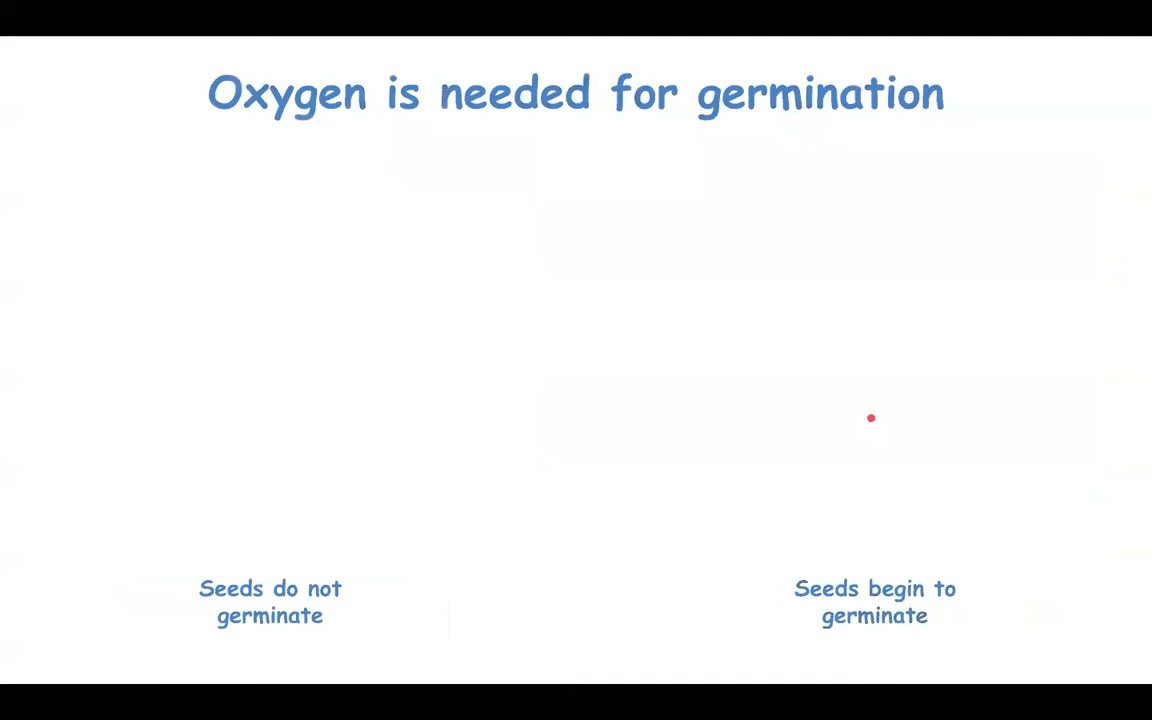 Oxygen is needed for germination
Seeds do not
germinate
Seeds begin to
germinate